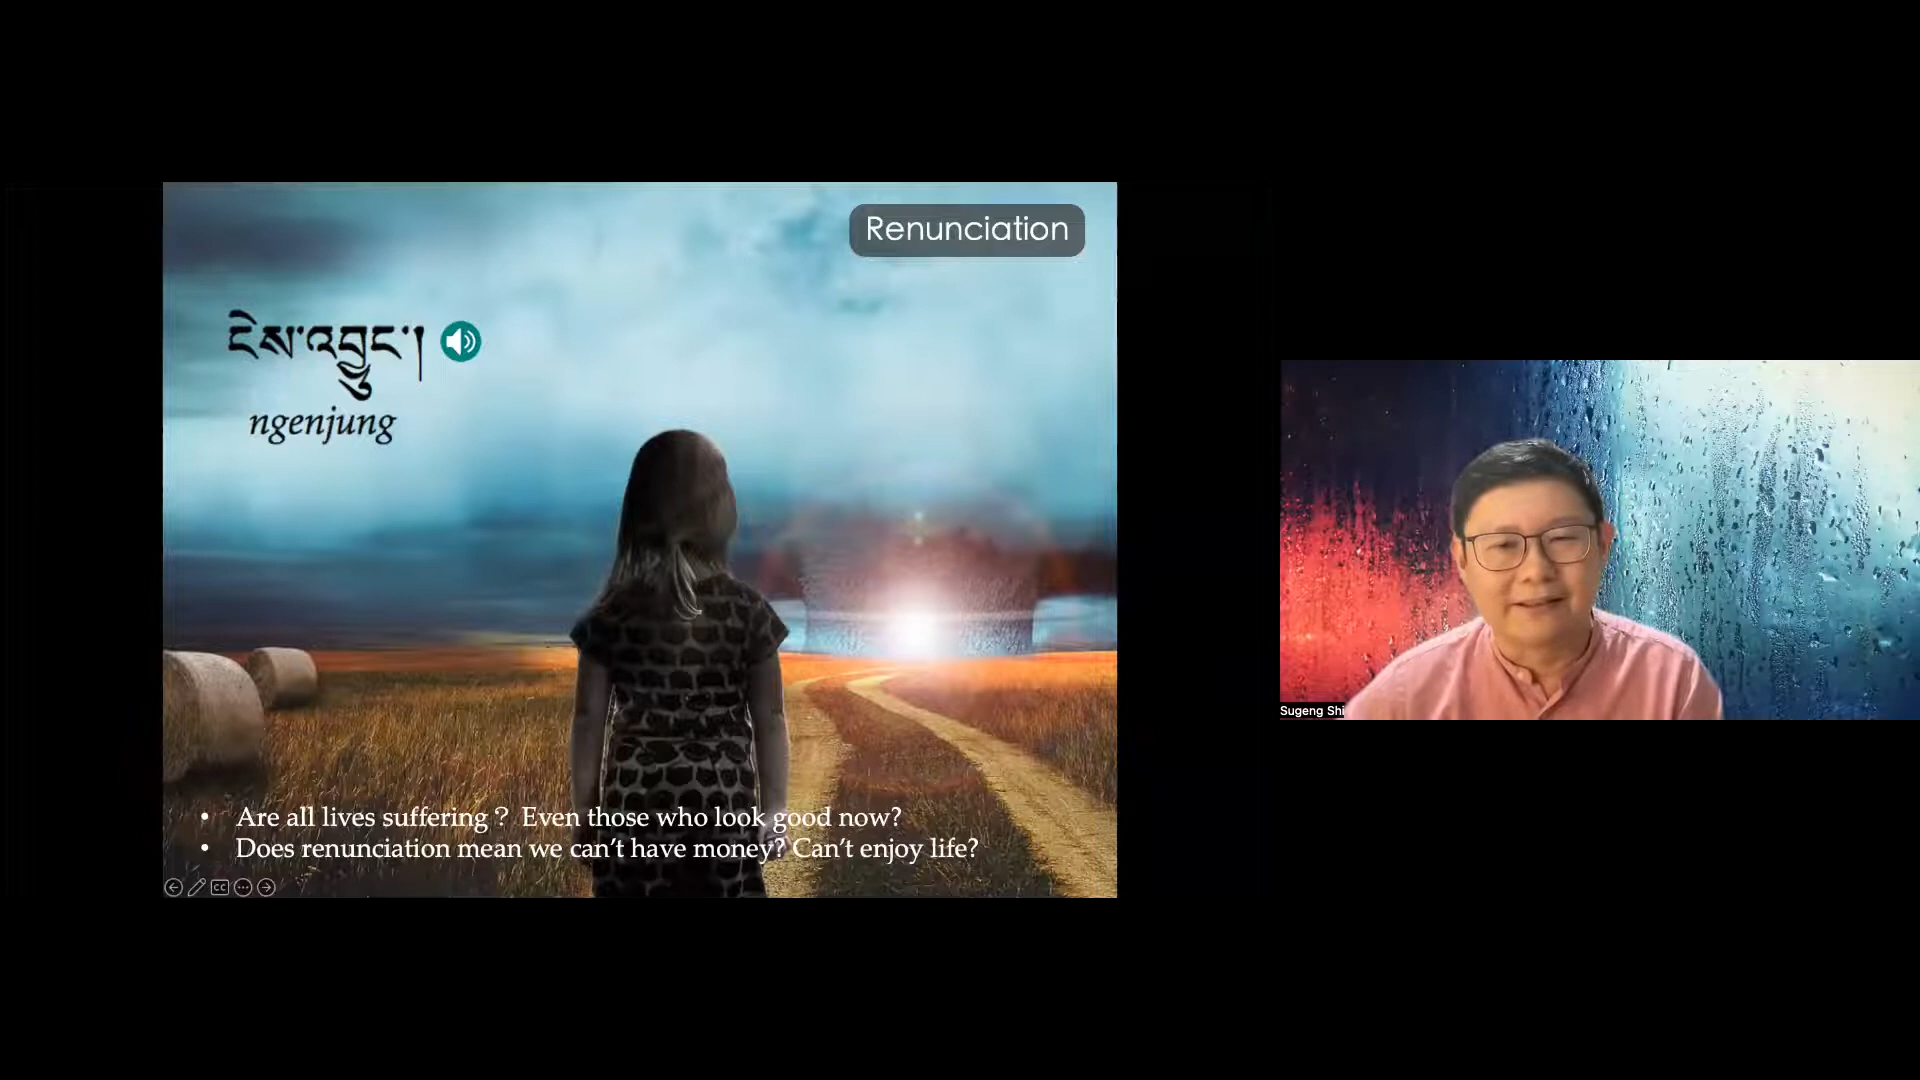 Renunciation
ངེས་འབྱུང་།
ngenjung
• Are all lives suffering？ Even those who look good now?
• Does renunciation mean we can’t have money? Can’t enjoy life?
CC
Sugeng Shi